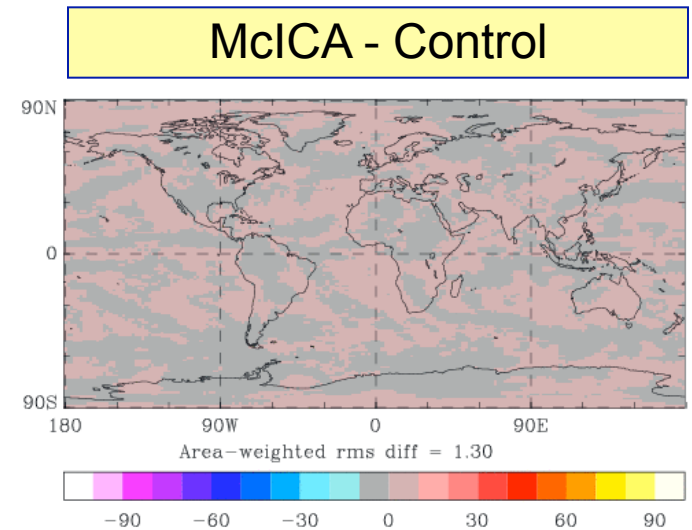 McICA - Control
90N
0
90S
180 90W 0 90E
Area-weighted rms diff = 1.30
−90 −60 −30 0 30 60 90